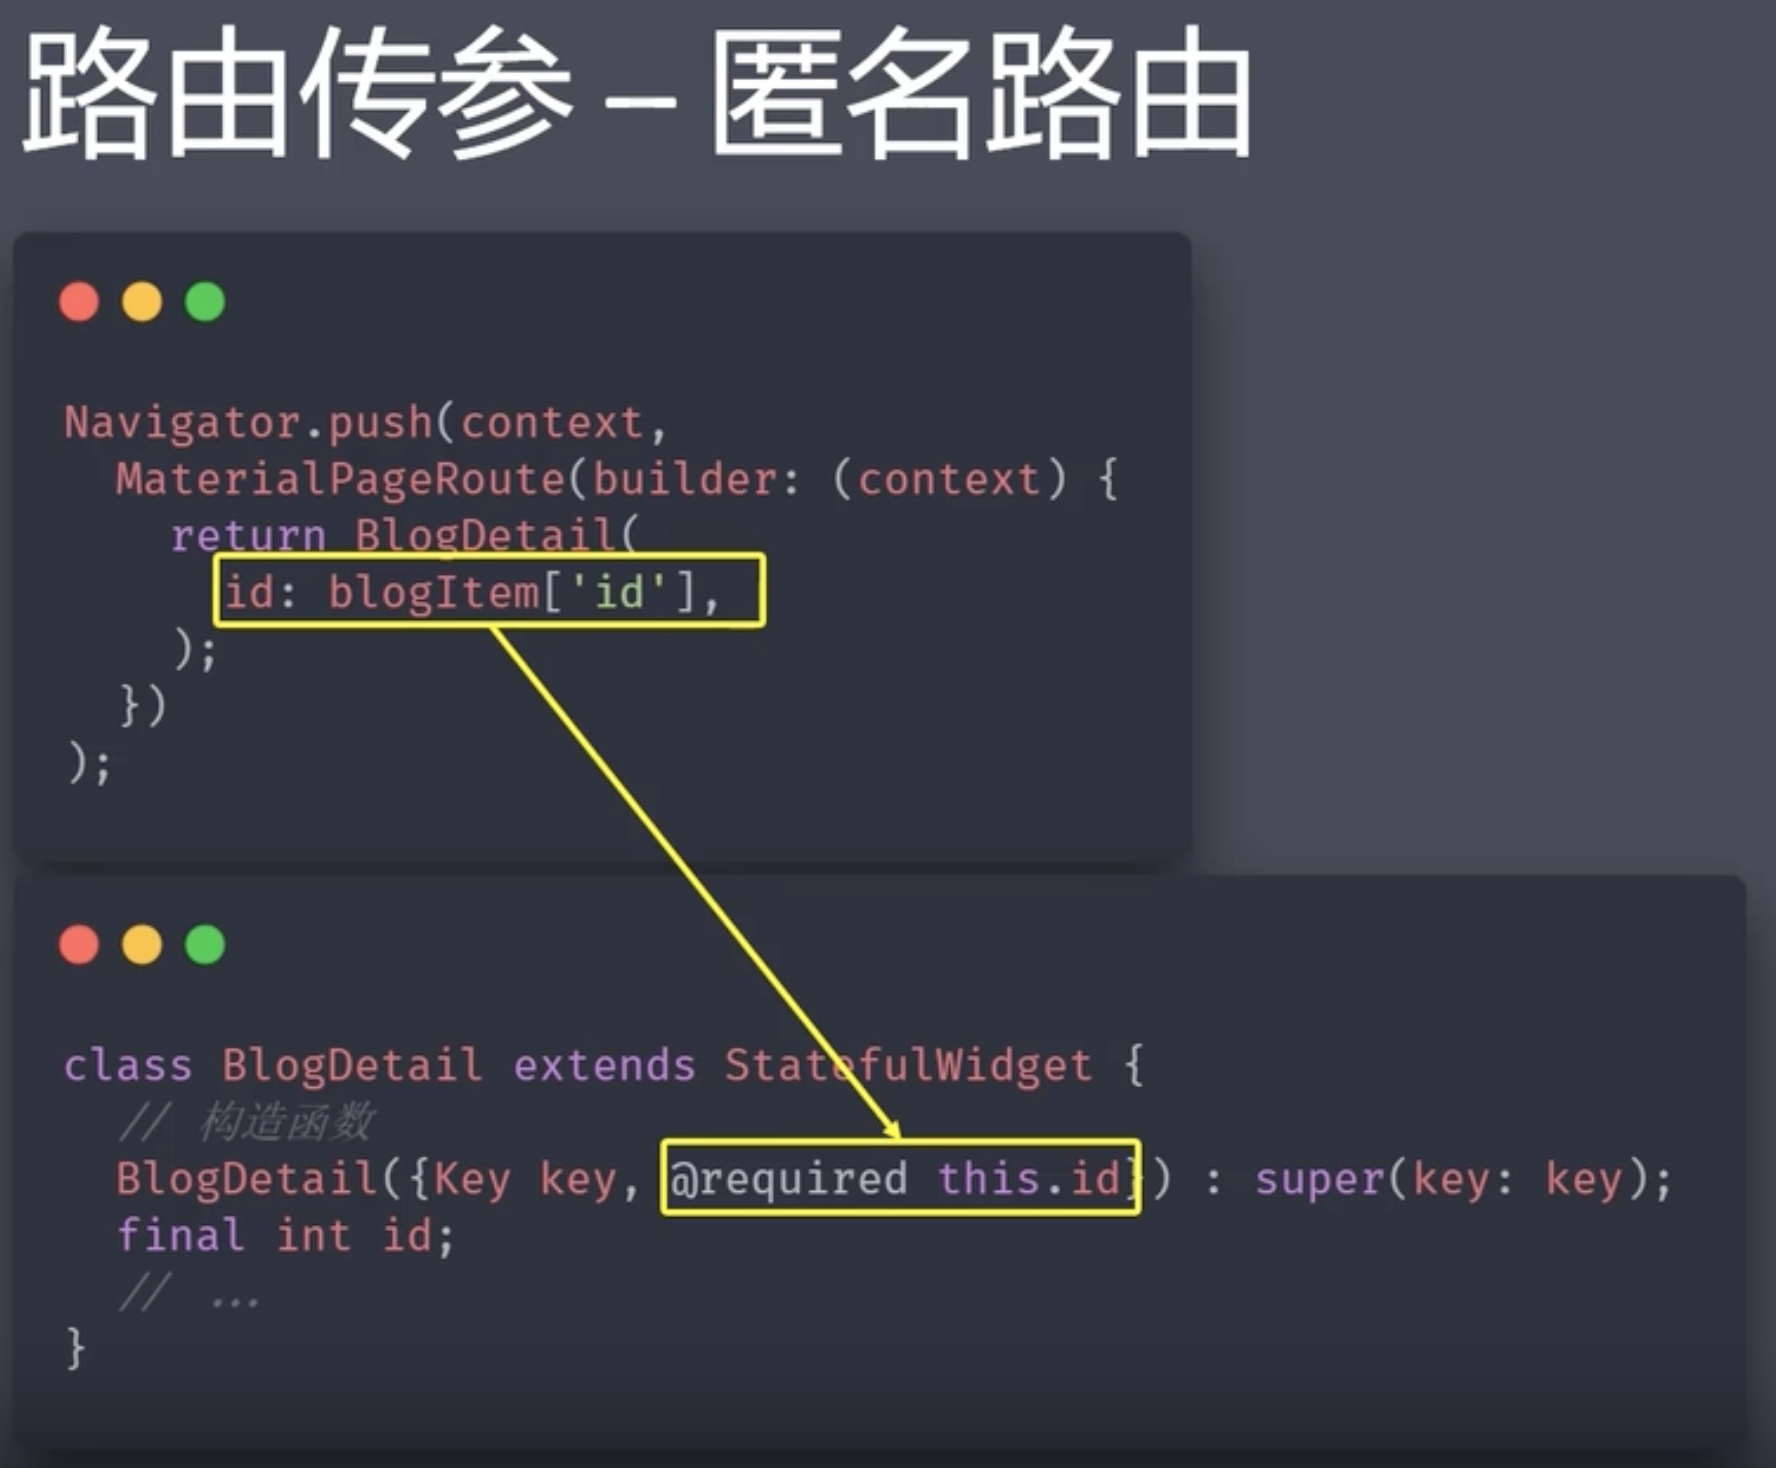 路由传参 – 匿名路由
Navigator.push(context,
MaterialPageRoute(builder: (context) {
return BlogDetail(
id: blogItem['id'],
);
})
);
class BlogDetail extends StatefulWidget {
// 构造函数
BlogDetail({Key key, @required this.id}) : super(key: key);
final int id;
// ...
}